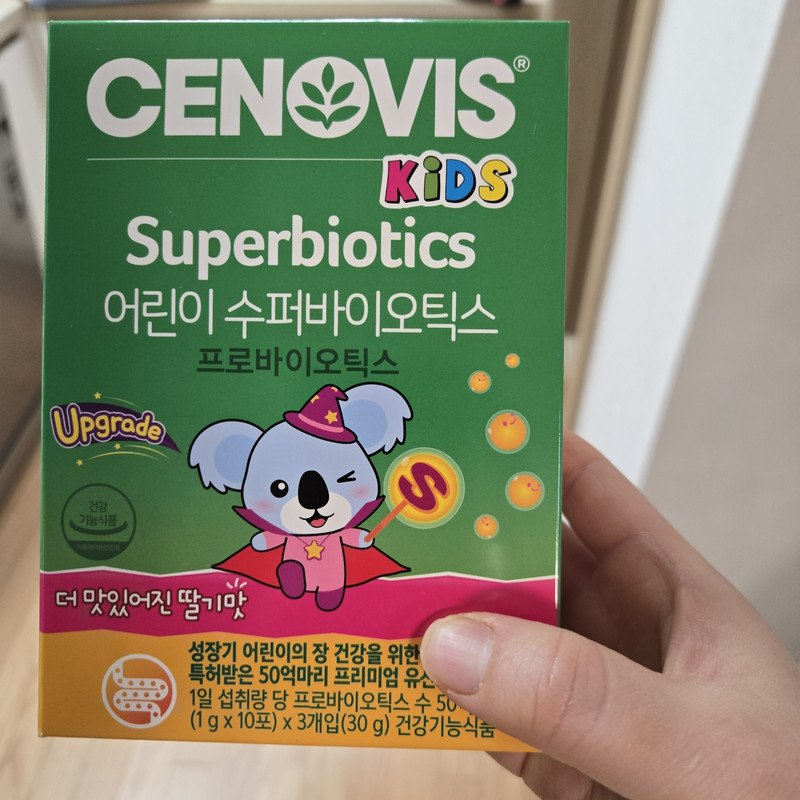 CENOVIS®
KiDS
Superbiotics
어린이 수퍼바이오틱스
프로바이오틱스
Upgrade
건강
기능식품
S
더 맛있어진 딸기맛
성장기 어린이의 장 건강을 위한
특허받은 50억마리 프리미엄
1일 섭취량 당 프로바이오틱스 수
(1 g x 10포) x 3개입(30 g) 건강기능식품